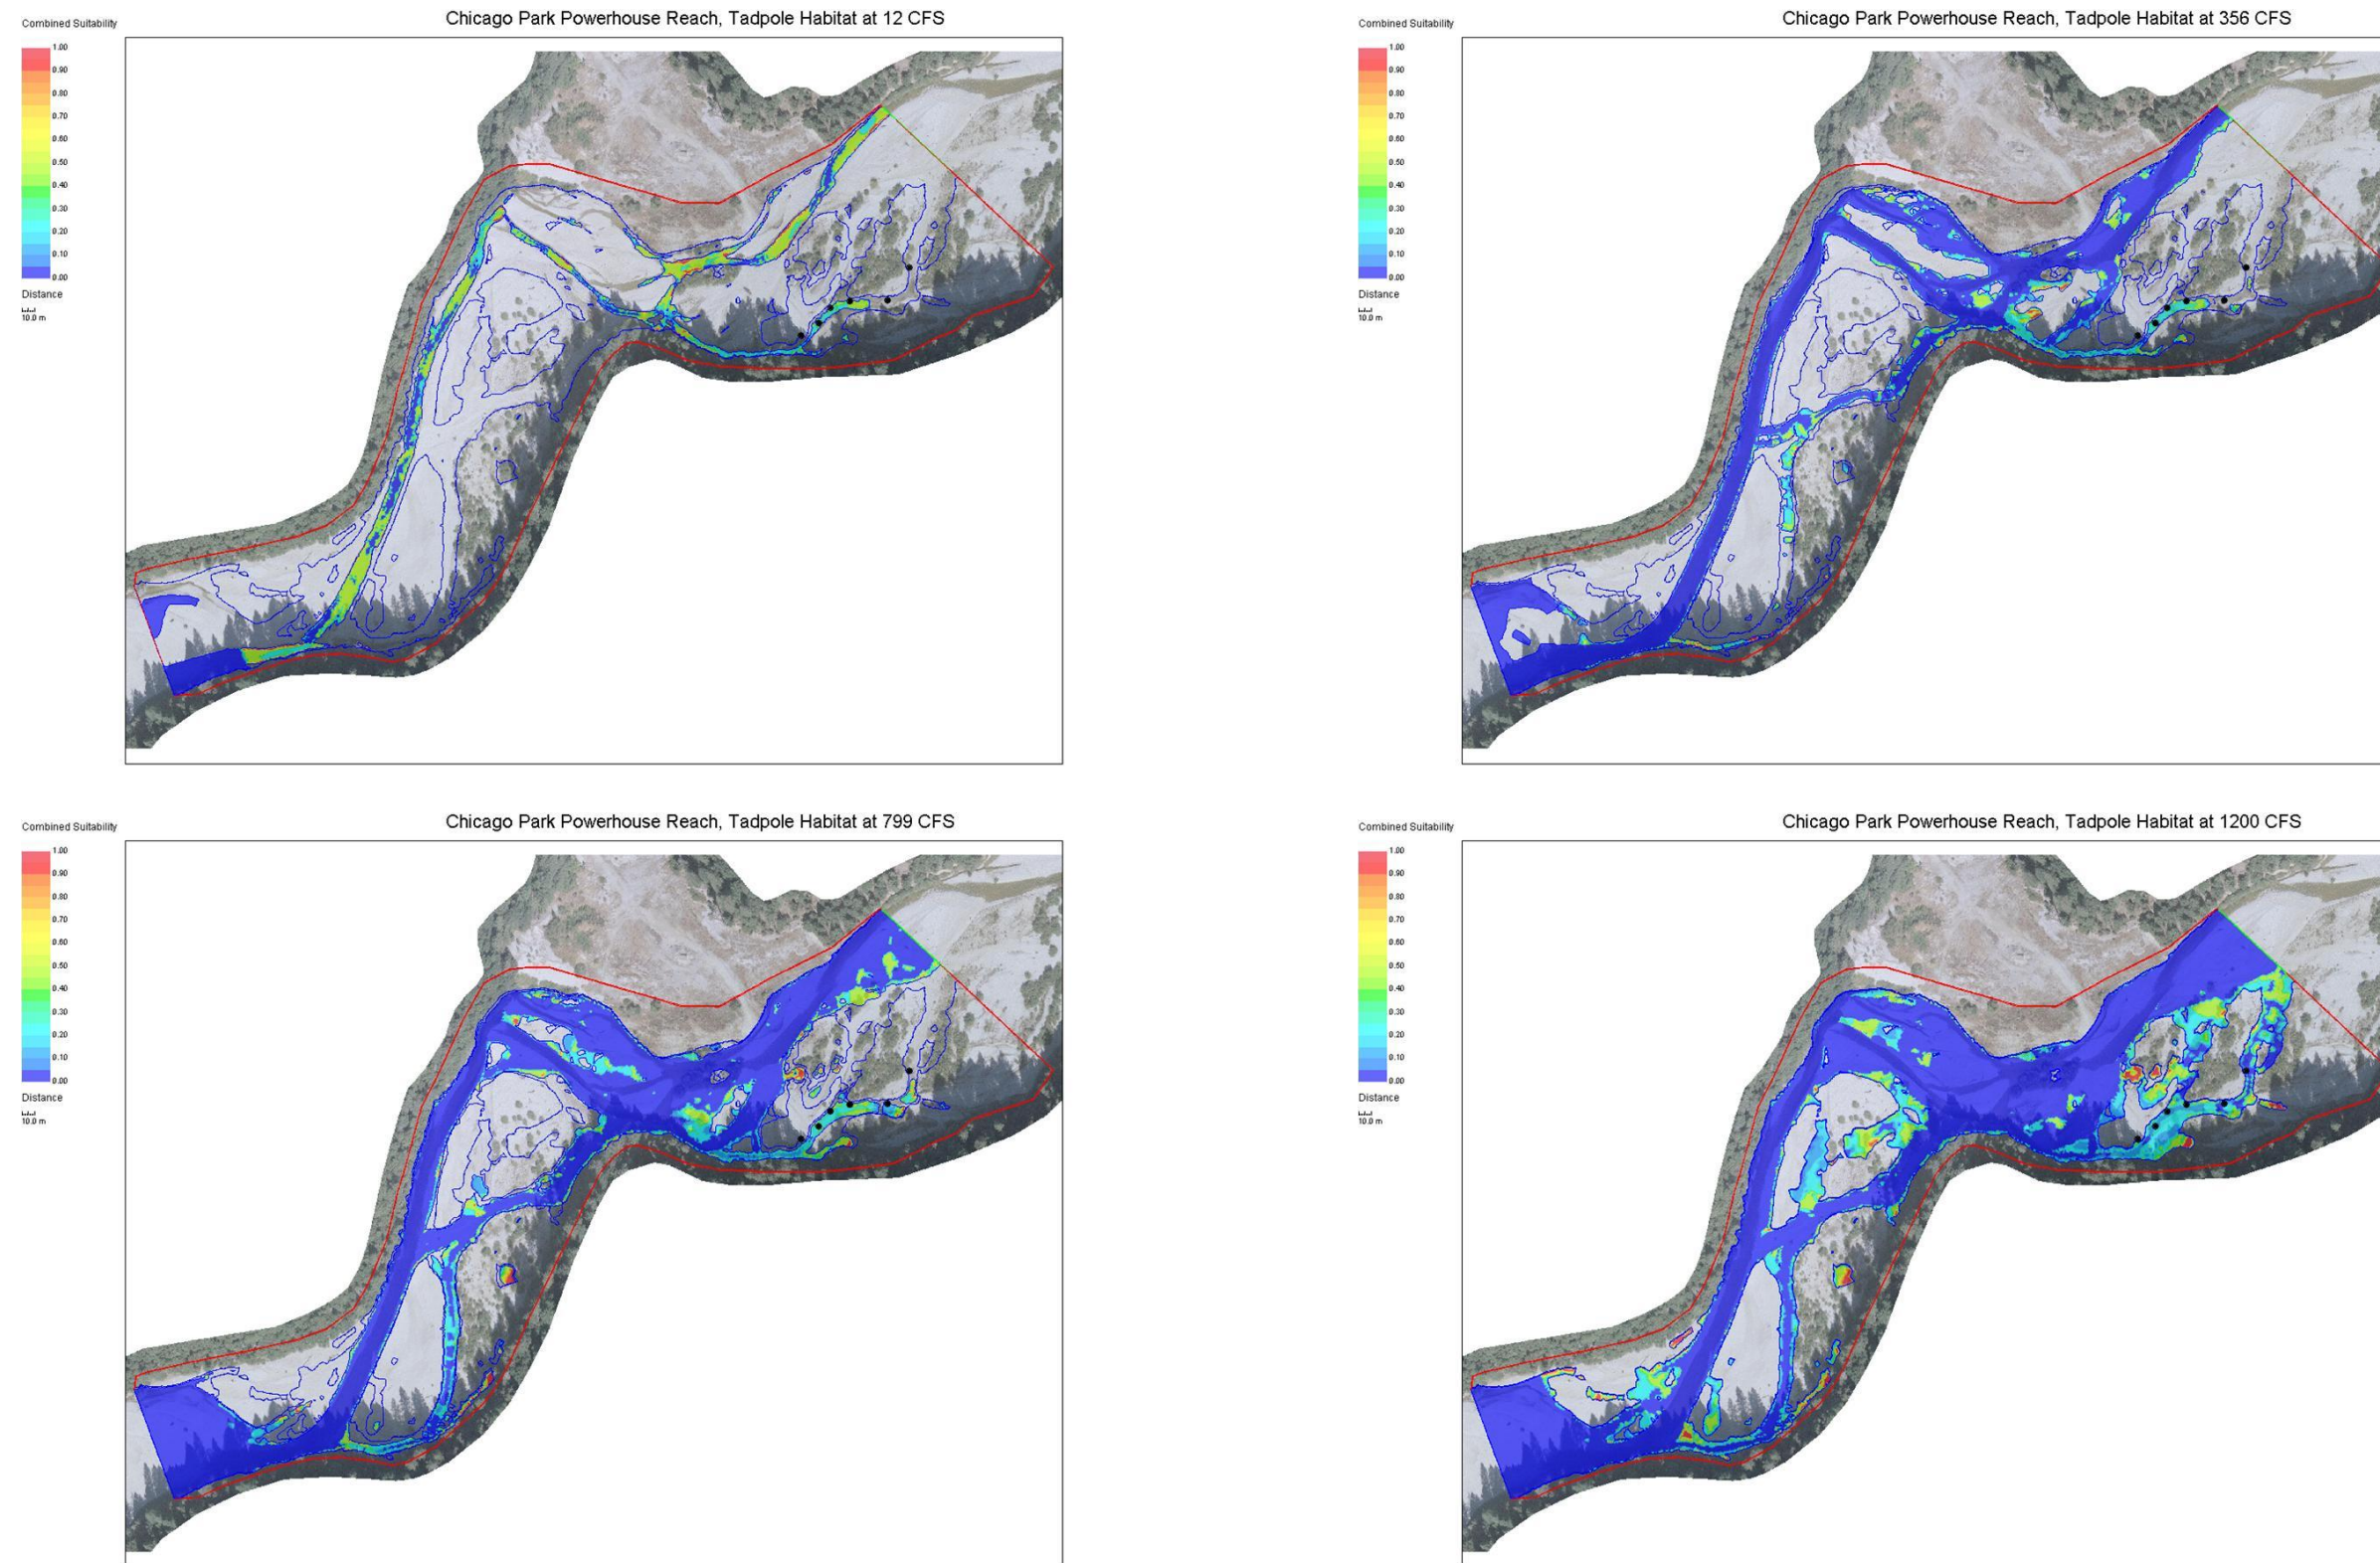 Chicago Park Powerhouse Reach, Tadpole Habitat at 12 CFS
Combined Suitability
1.00
0.90
0.80
0.70
0.60
0.50
0.40
0.30
0.20
0.10
0.00
Distance
10.0 m
Chicago Park Powerhouse Reach, Tadpole Habitat at 356 CFS
Combined Suitability
1.00
0.90
0.80
0.70
0.60
0.50
0.40
0.30
0.20
0.10
0.00
Distance
10.0 m
Chicago Park Powerhouse Reach, Tadpole Habitat at 799 CFS
Combined Suitability
1.00
0.90
0.80
0.70
0.60
0.50
0.40
0.30
0.20
0.10
0.00
Distance
10.0 m
Chicago Park Powerhouse Reach, Tadpole Habitat at 1200 CFS
Combined Suitability
1.00
0.90
0.80
0.70
0.60
0.50
0.40
0.30
0.20
0.10
0.00
Distance
10.0 m